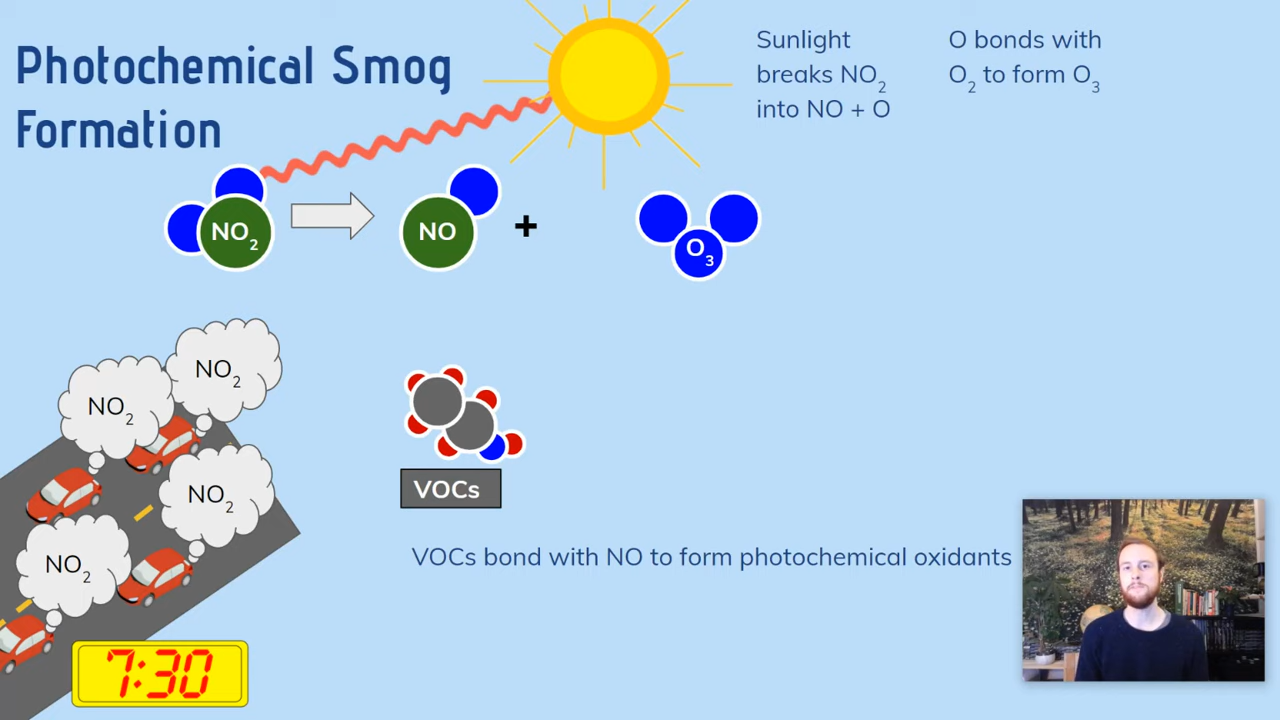 Photochemical Smog
Formation
Sunlight
breaks NO₂
into NO + O
O bonds with
O₂ to form O₃
NO₂
NO
+
O₃
NO₂
NO₂
NO₂
NO₂
VOCs
VOCs bond with NO to form photochemical oxidants
7:30